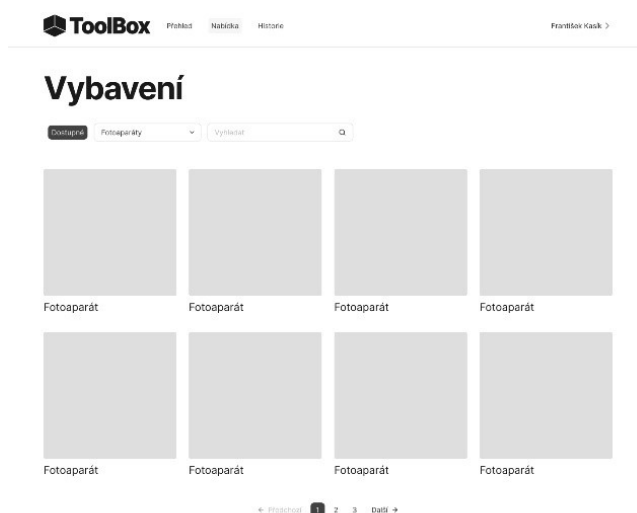 ToolBox Přehled Nabídka Historie František Kasík >
Vybavení
Dostupné Fotoaparáty Vyhledat
Fotoaparát Fotoaparát Fotoaparát Fotoaparát
Fotoaparát Fotoaparát Fotoaparát Fotoaparát
← Předchozí 1 2 3 Další →